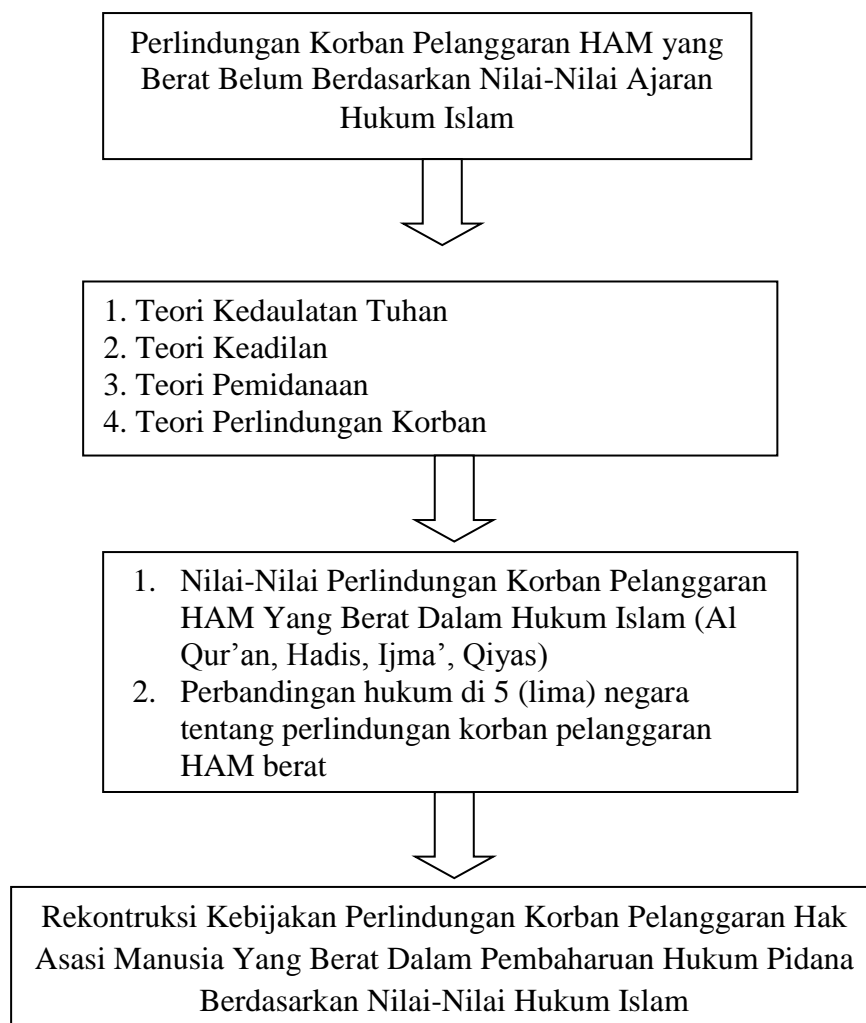 Perlindungan Korban Pelanggaran HAM yang
Berat Belum Berdasarkan Nilai-Nilai Ajaran
Hukum Islam
1. Teori Kedaulatan Tuhan
2. Teori Keadilan
3. Teori Pemidanaan
4. Teori Perlindungan Korban
1. Nilai-Nilai Perlindungan Korban Pelanggaran
HAM Yang Berat Dalam Hukum Islam (Al
Qur’an, Hadis, Ijma’, Qiyas)
2. Perbandingan hukum di 5 (lima) negara
tentang perlindungan korban pelanggaran
HAM berat
Rekontruksi Kebijakan Perlindungan Korban Pelanggaran Hak
Asasi Manusia Yang Berat Dalam Pembaharuan Hukum Pidana
Berdasarkan Nilai-Nilai Hukum Islam